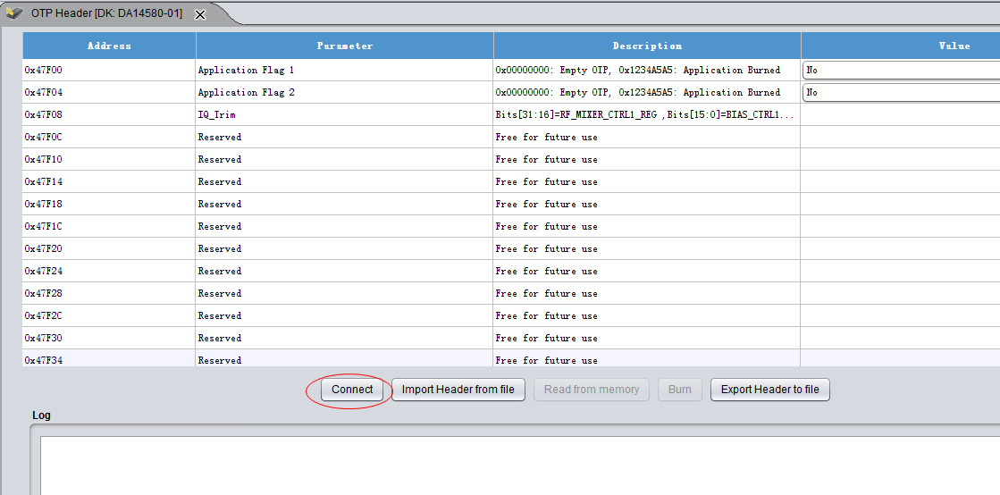 OTP Header [DK: DA14580-01]
Address Parameter Description Value
0x47F00 Application Flag 1 0x00000000: Empty OTP, 0x1234A5A5: Application Burned No
0x47F04 Application Flag 2 0x00000000: Empty OTP, 0x1234A5A5: Application Burned No
0x47F08 IQ_Trim Bits[31:16]=RF_MIXER_CTRL1_REG ,Bits[15:0]=BIAS_CTRL1...
0x47F0C Reserved Free for future use
0x47F10 Reserved Free for future use
0x47F14 Reserved Free for future use
0x47F18 Reserved Free for future use
0x47F1C Reserved Free for future use
0x47F20 Reserved Free for future use
0x47F24 Reserved Free for future use
0x47F28 Reserved Free for future use
0x47F2C Reserved Free for future use
0x47F30 Reserved Free for future use
0x47F34 Reserved Free for future use
Connect Import Header from file Read from memory Burn Export Header to file
Log